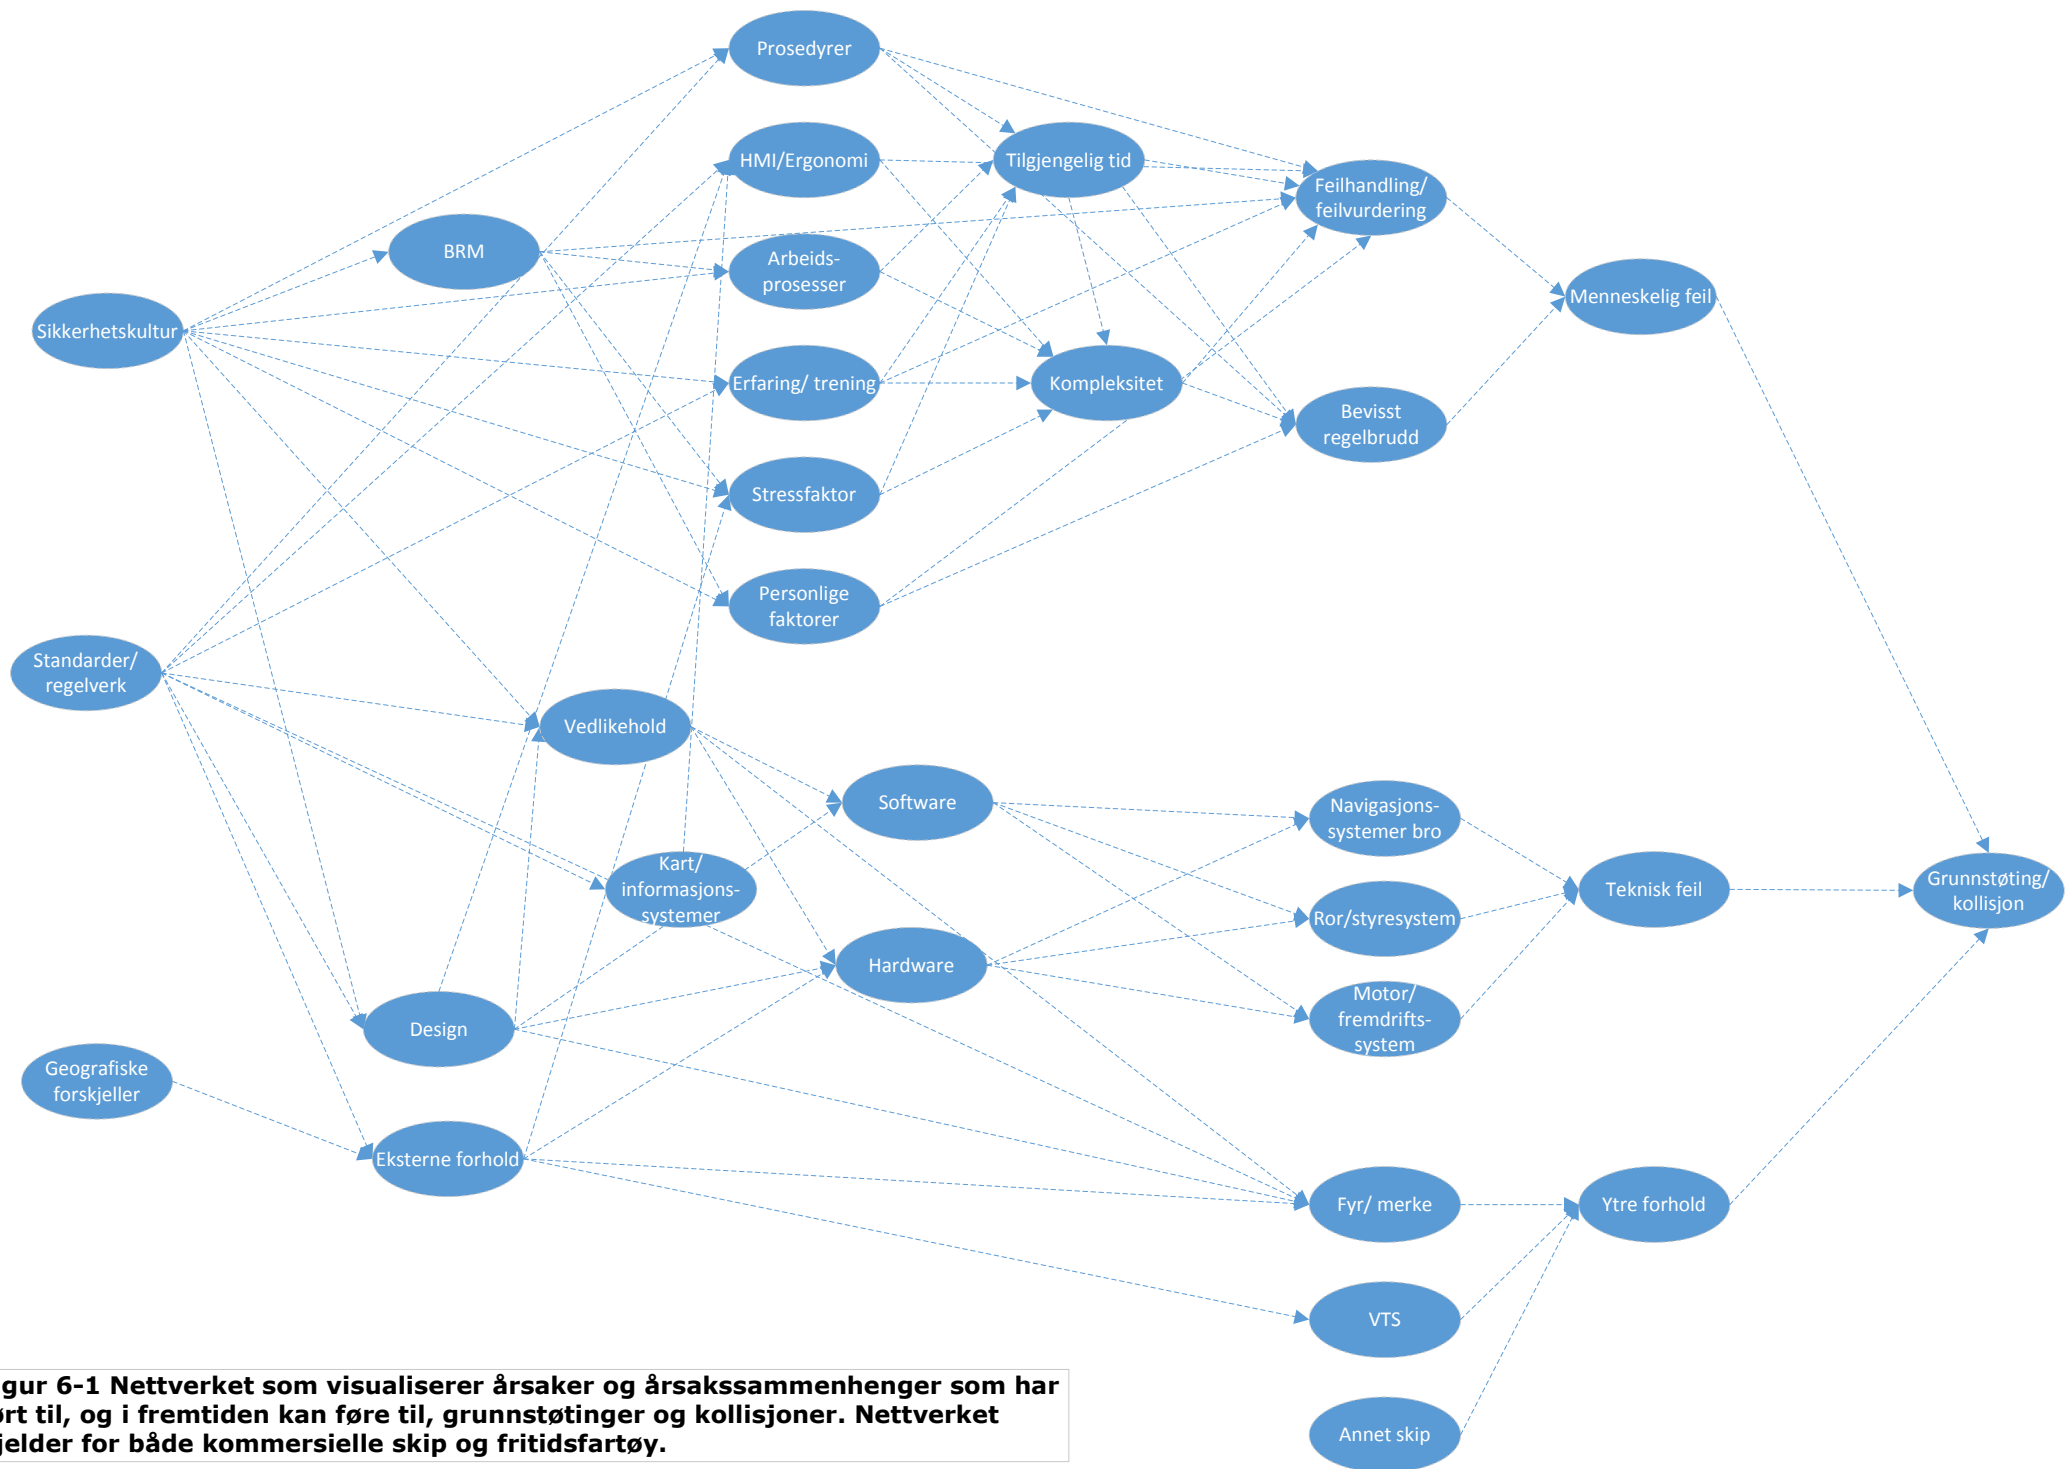 Prosedyrer
HMI/Ergonomi
Tilgjengelig tid
Feilhandling/
feilvurdering
BRM
Arbeids-
prosesser
Menneskelig feil
Sikkerhetskultur
Erfaring/ trening
Kompleksitet
Bevisst
regelbrudd
Stressfaktor
Personlige
faktorer
Standarder/
regelverk
Vedlikehold
Software
Navigasjons-
systemer bro
Kart/
informasjons-
systemer
Teknisk feil
Grunnstøting/
kollisjon
Ror/styresystem
Hardware
Motor/
fremdrifts-
system
Design
Geografiske
forskjeller
Eksterne forhold
Fyr/ merke
Ytre forhold
VTS
Annet skip
gur 6-1 Nettverket som visualiserer årsaker og årsakssammenhenger som har
ørt til, og i fremtiden kan føre til, grunnstøtinger og kollisjoner. Nettverket
jelder for både kommersielle skip og fritidsfartøy.